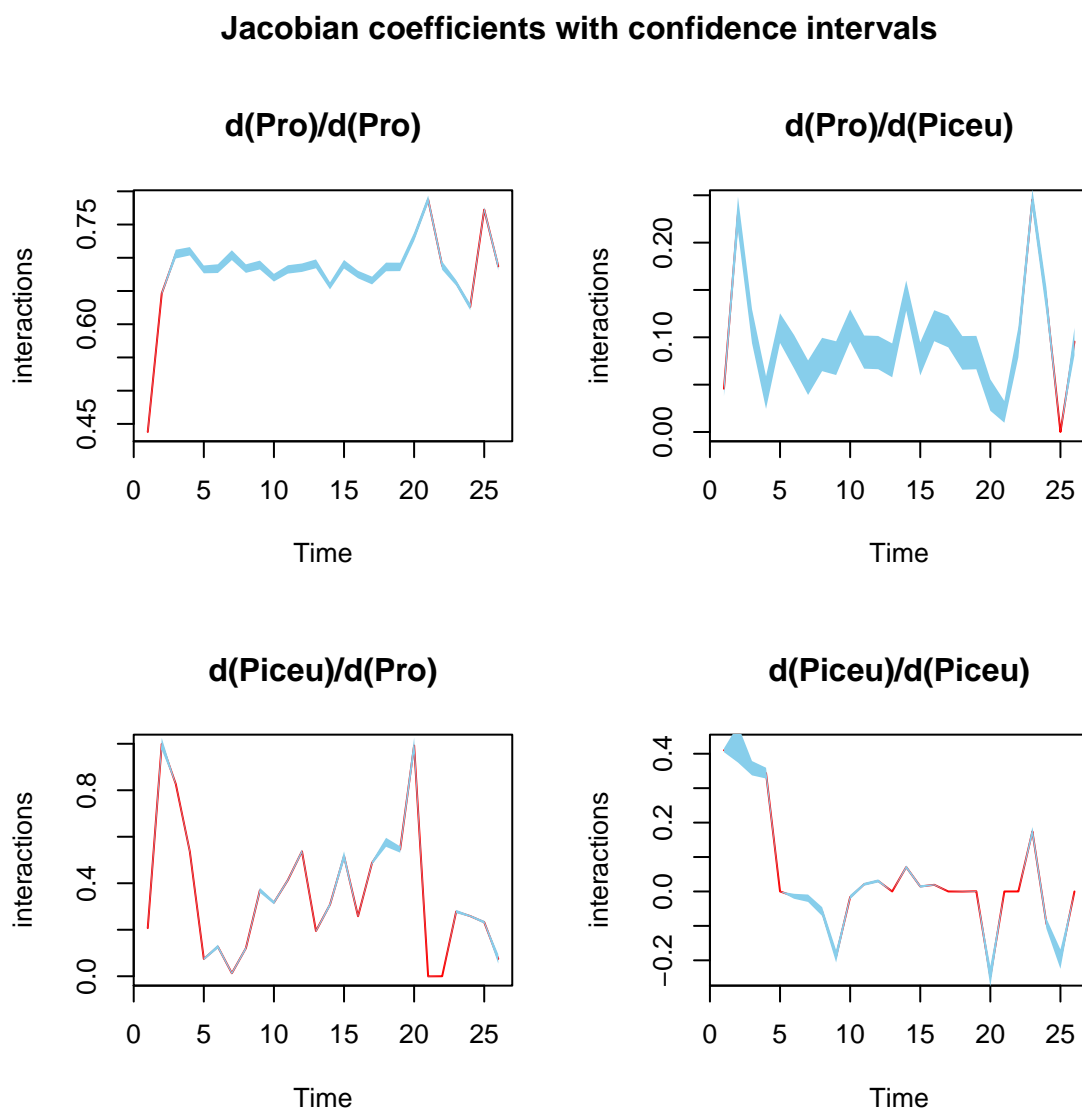 Jacobian coefficients with confidence intervals
d(Pro)/d(Pro)
interactions
0.45 0.60 0.75
0 5 10 15 20 25
Time
d(Pro)/d(Piceu)
interactions
0.00 0.10 0.20
0 5 10 15 20 25
Time
d(Piceu)/d(Pro)
interactions
0.0 0.4 0.8
0 5 10 15 20 25
Time
d(Piceu)/d(Piceu)
interactions
−0.2 0.0 0.2 0.4
0 5 10 15 20 25
Time